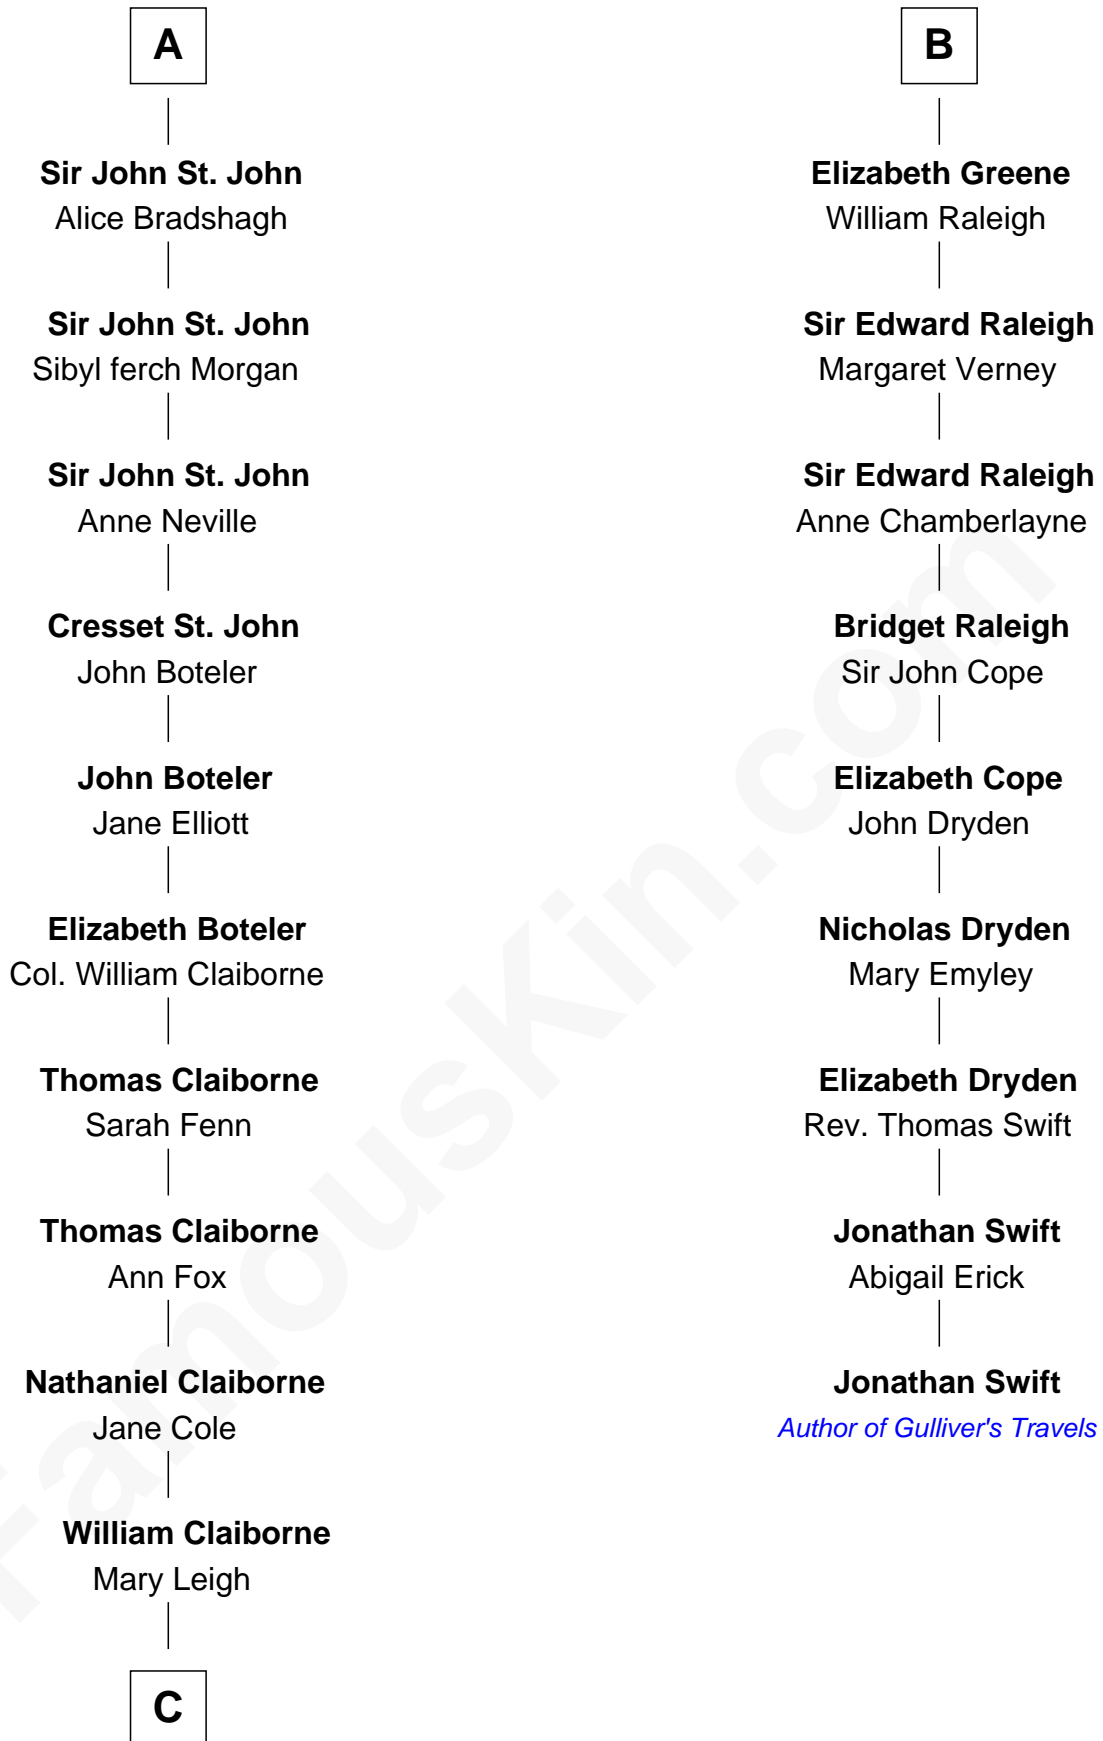 A
Sir John St. John
Alice Bradshagh
Sir John St. John
Sibyl ferch Morgan
Sir John St. John
Anne Neville
Cresset St. John
John Boteler
John Boteler
Jane Elliott
Elizabeth Boteler
Col. William Claiborne
Thomas Claiborne
Sarah Fenn
Thomas Claiborne
Ann Fox
Nathaniel Claiborne
Jane Cole
William Claiborne
Mary Leigh
C
B
Elizabeth Greene
William Raleigh
Sir Edward Raleigh
Margaret Verney
Sir Edward Raleigh
Anne Chamberlayne
Bridget Raleigh
Sir John Cope
Elizabeth Cope
John Dryden
Nicholas Dryden
Mary Emyley
Elizabeth Dryden
Rev. Thomas Swift
Jonathan Swift
Abigail Erick
Jonathan Swift
Author of Gulliver's Travels
FamousKin.com